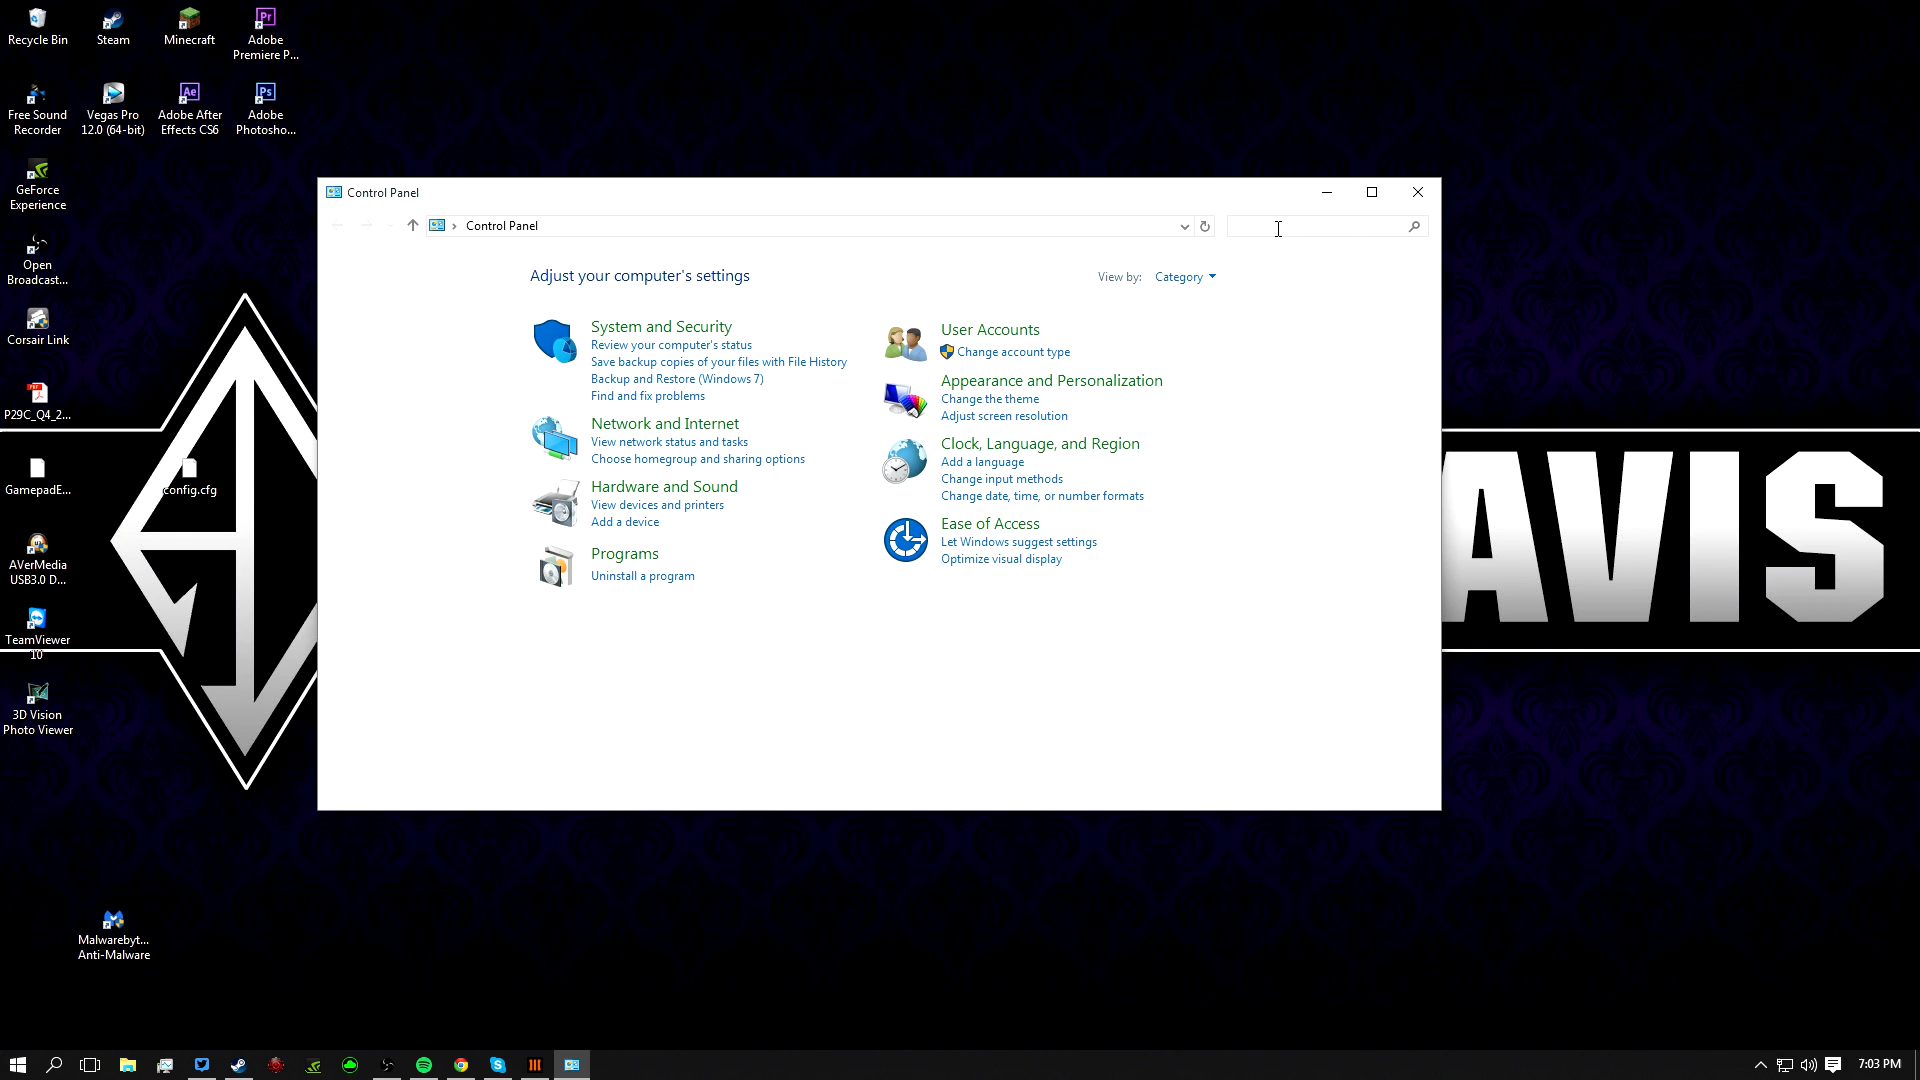 Recycle Bin
Steam
Minecraft
Adobe
Premiere P...
Free Sound
Recorder
Vegas Pro
12.0 (64-bit)
Adobe After
Effects CS6
Adobe
Photosho...
GeForce
Experience
Open
Broadcast...
Corsair Link
P29C_Q4_2...
GamepadE...
config.cfg
AVerMedia
USB3.0 D...
TeamViewer
10
3D Vision
Photo Viewer
Malwarebyt...
Anti-Malware
Control Panel
Control Panel
Adjust your computer's settings
View by: Category
System and Security
Review your computer's status
Save backup copies of your files with File History
Backup and Restore (Windows 7)
Find and fix problems
Network and Internet
View network status and tasks
Choose homegroup and sharing options
Hardware and Sound
View devices and printers
Add a device
Programs
Uninstall a program
User Accounts
Change account type
Appearance and Personalization
Change the theme
Adjust screen resolution
Clock, Language, and Region
Add a language
Change input methods
Change date, time, or number formats
Ease of Access
Let Windows suggest settings
Optimize visual display
AVIS
7:03 PM